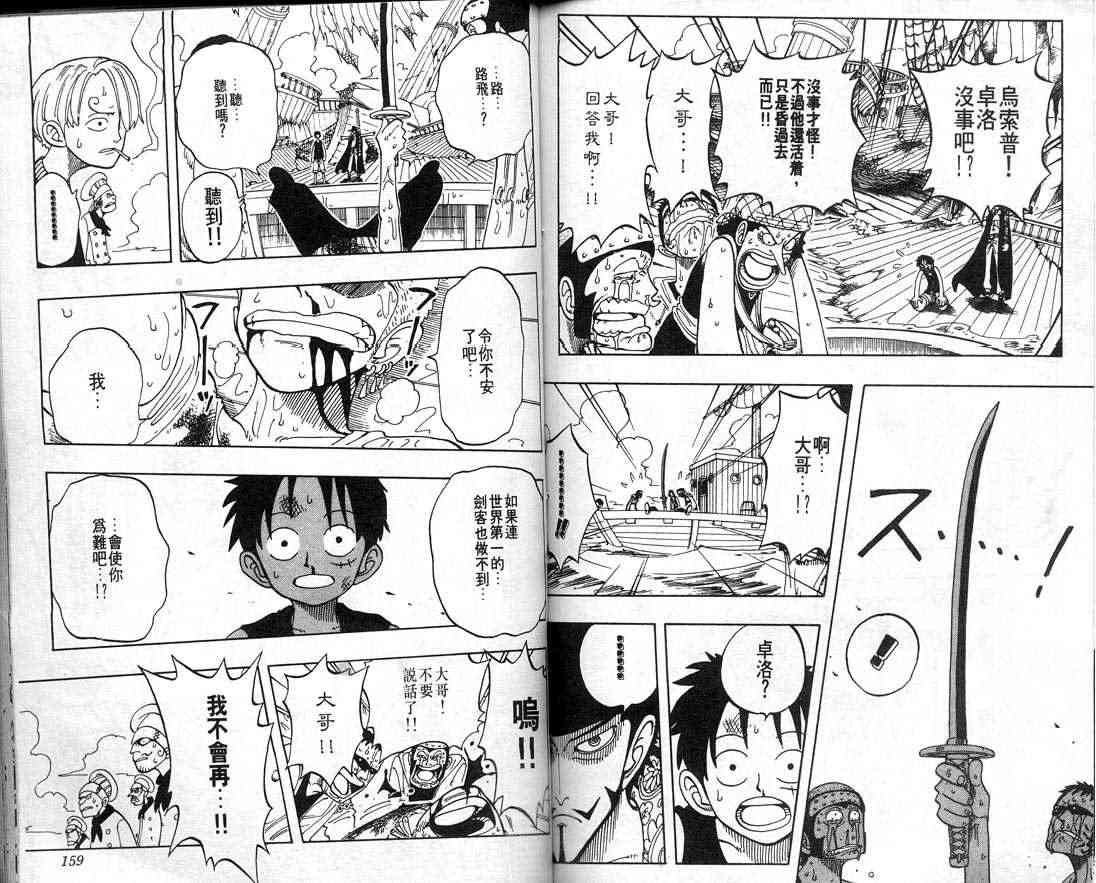 烏索普！
卓洛
沒事吧！？
沒事才怪！
不過他還活着，
只是昏過去
而已！！
大哥…！
大哥！
回答我啊…！！
啊…
大哥…！？
ス……！
！
卓洛？
…路
路飛…？
…聽…
聽到嗎？
聽到！！
令你不安
了吧…
我…
如果連
世界第一的…
劍客也做不到…
…會使你
爲難吧…！？
嗚！！
大哥！
不要
說話了！！
大哥！！
我不會再…！！
159